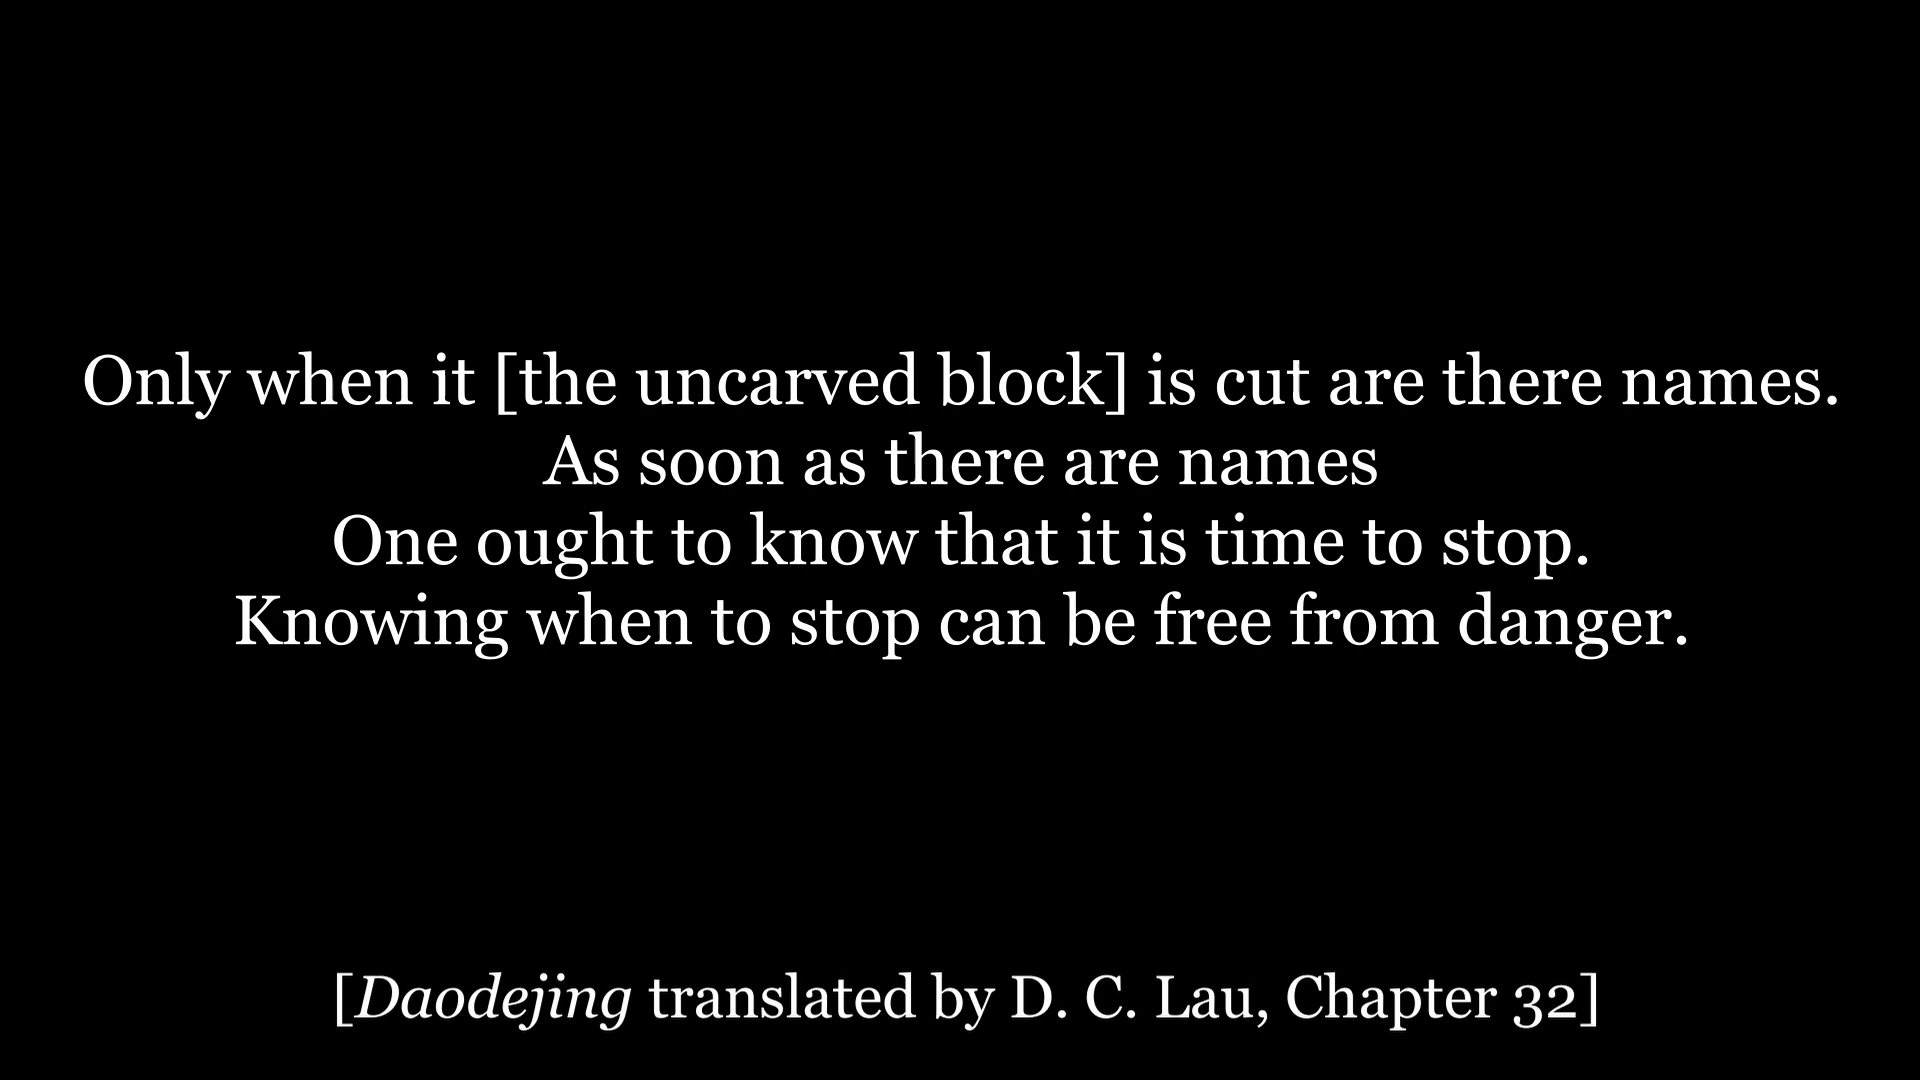 Only when it [the uncarved block] is cut are there names.
As soon as there are names
One ought to know that it is time to stop.
Knowing when to stop can be free from danger.
[Daodejing translated by D. C. Lau, Chapter 32]